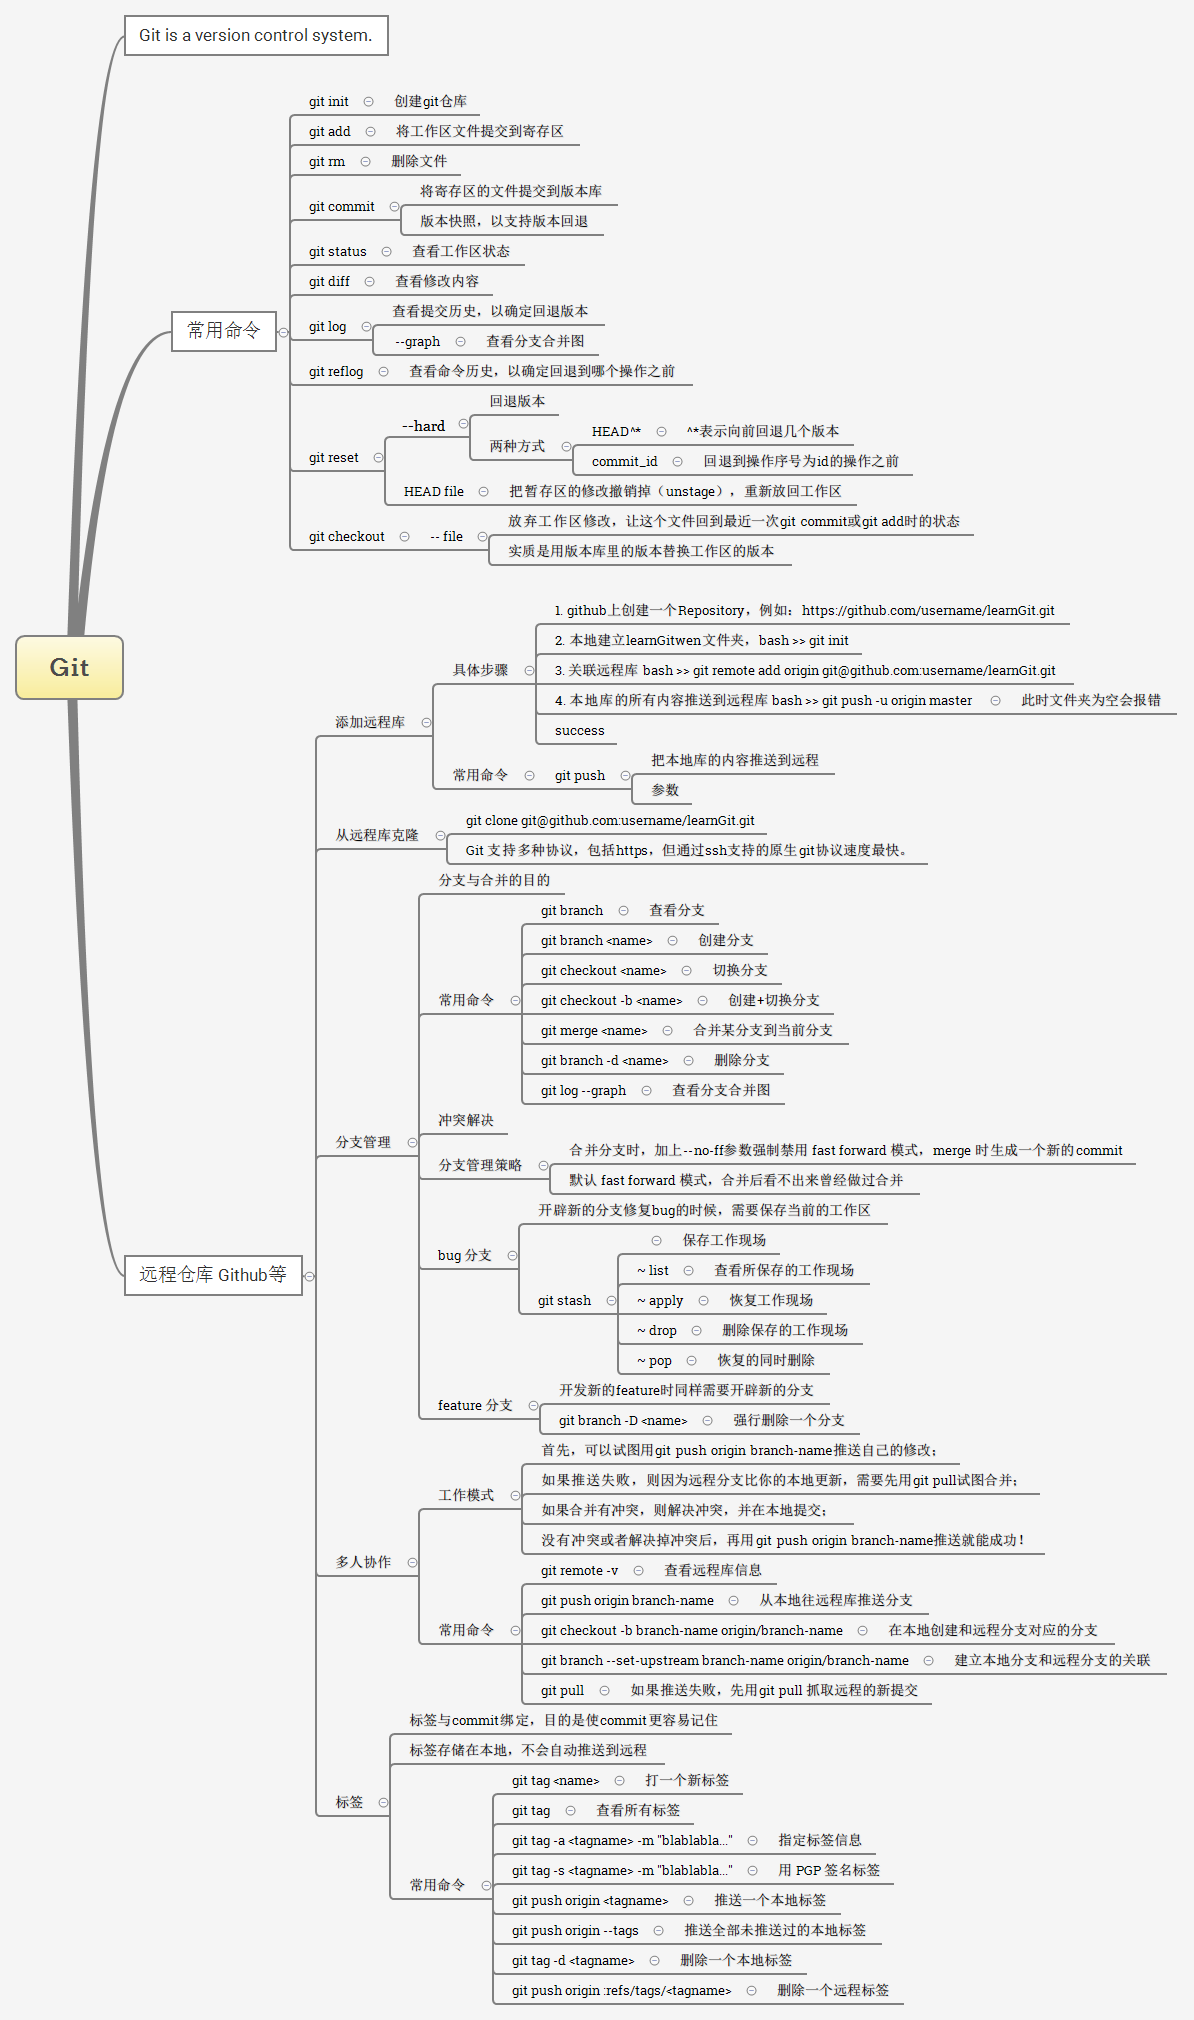 Git is a version control system.
git init 创建git仓库
git add 将工作区文件提交到寄存区
git rm 删除文件
将寄存区的文件提交到版本库
git commit
版本快照，以支持版本回退
git status 查看工作区状态
git diff 查看修改内容
查看提交历史，以确定回退版本
git log
常用命令
--graph 查看分支合并图
git reflog 查看命令历史，以确定回退到哪个操作之前
回退版本
--hard
HEAD^* ^*表示向前回退几个版本
两种方式
git reset
commit_id 回退到操作序号为id的操作之前
HEAD file 把暂存区的修改撤销掉（unstage），重新放回工作区
放弃工作区修改，让这个文件回到最近一次git commit或git add时的状态
git checkout -- file
实质是用版本库里的版本替换工作区的版本
Git
1. github上创建一个Repository，例如：https://github.com/username/learnGit.git
2. 本地建立learnGitwen文件夹，bash >> git init
具体步骤
3. 关联远程库 bash >> git remote add origin git@github.com:username/learnGit.git
4. 本地库的所有内容推送到远程库 bash >> git push -u origin master 此时文件夹为空会报错
添加远程库
success
把本地库的内容推送到远程
常用命令 git push
参数
git clone git@github.com:username/learnGit.git
从远程库克隆
Git 支持多种协议，包括https，但通过ssh支持的原生git协议速度最快。
分支与合并的目的
git branch 查看分支
git branch <name> 创建分支
git checkout <name> 切换分支
常用命令
git checkout -b <name> 创建+切换分支
git merge <name> 合并某分支到当前分支
git branch -d <name> 删除分支
git log --graph 查看分支合并图
冲突解决
分支管理
合并分支时，加上--no-ff参数强制禁用 fast forward 模式，merge 时生成一个新的commit
分支管理策略
默认 fast forward 模式，合并后看不出来曾经做过合并
开辟新的分支修复bug的时候，需要保存当前的工作区
bug 分支
保存工作现场
远程仓库 Github等
~ list 查看所保存的工作现场
git stash
~ apply 恢复工作现场
~ drop 删除保存的工作现场
~ pop 恢复的同时删除
开发新的feature时同样需要开辟新的分支
feature 分支
git branch -D <name> 强行删除一个分支
首先，可以试图用git push origin branch-name推送自己的修改；
如果推送失败，则因为远程分支比你的本地更新，需要先用git pull试图合并；
工作模式
如果合并有冲突，则解决冲突，并在本地提交；
没有冲突或者解决掉冲突后，再用git push origin branch-name推送就能成功！
多人协作
git remote -v 查看远程库信息
git push origin branch-name 从本地往远程库推送分支
常用命令
git checkout -b branch-name origin/branch-name 在本地创建和远程分支对应的分支
git branch --set-upstream branch-name origin/branch-name 建立本地分支和远程分支的关联
git pull 如果推送失败，先用git pull 抓取远程的新提交
标签与commit绑定，目的是使commit更容易记住
标签存储在本地，不会自动推送到远程
标签
git tag <name> 打一个新标签
git tag 查看所有标签
git tag -a <tagname> -m "blablabla..." 指定标签信息
git tag -s <tagname> -m "blablabla..." 用 PGP 签名标签
常用命令
git push origin <tagname> 推送一个本地标签
git push origin --tags 推送全部未推送过的本地标签
git tag -d <tagname> 删除一个本地标签
git push origin :refs/tags/<tagname> 删除一个远程标签